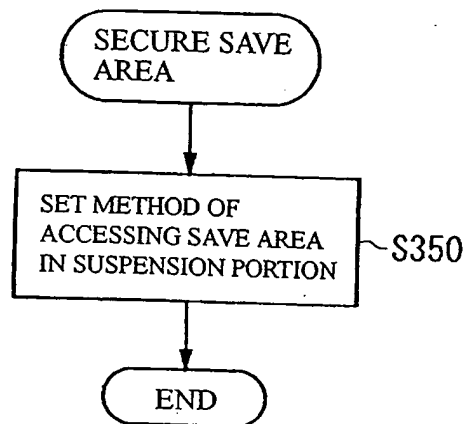 SECURE SAVE
AREA
SET METHOD OF
ACCESSING SAVE AREA
IN SUSPENSION PORTION
S350
END